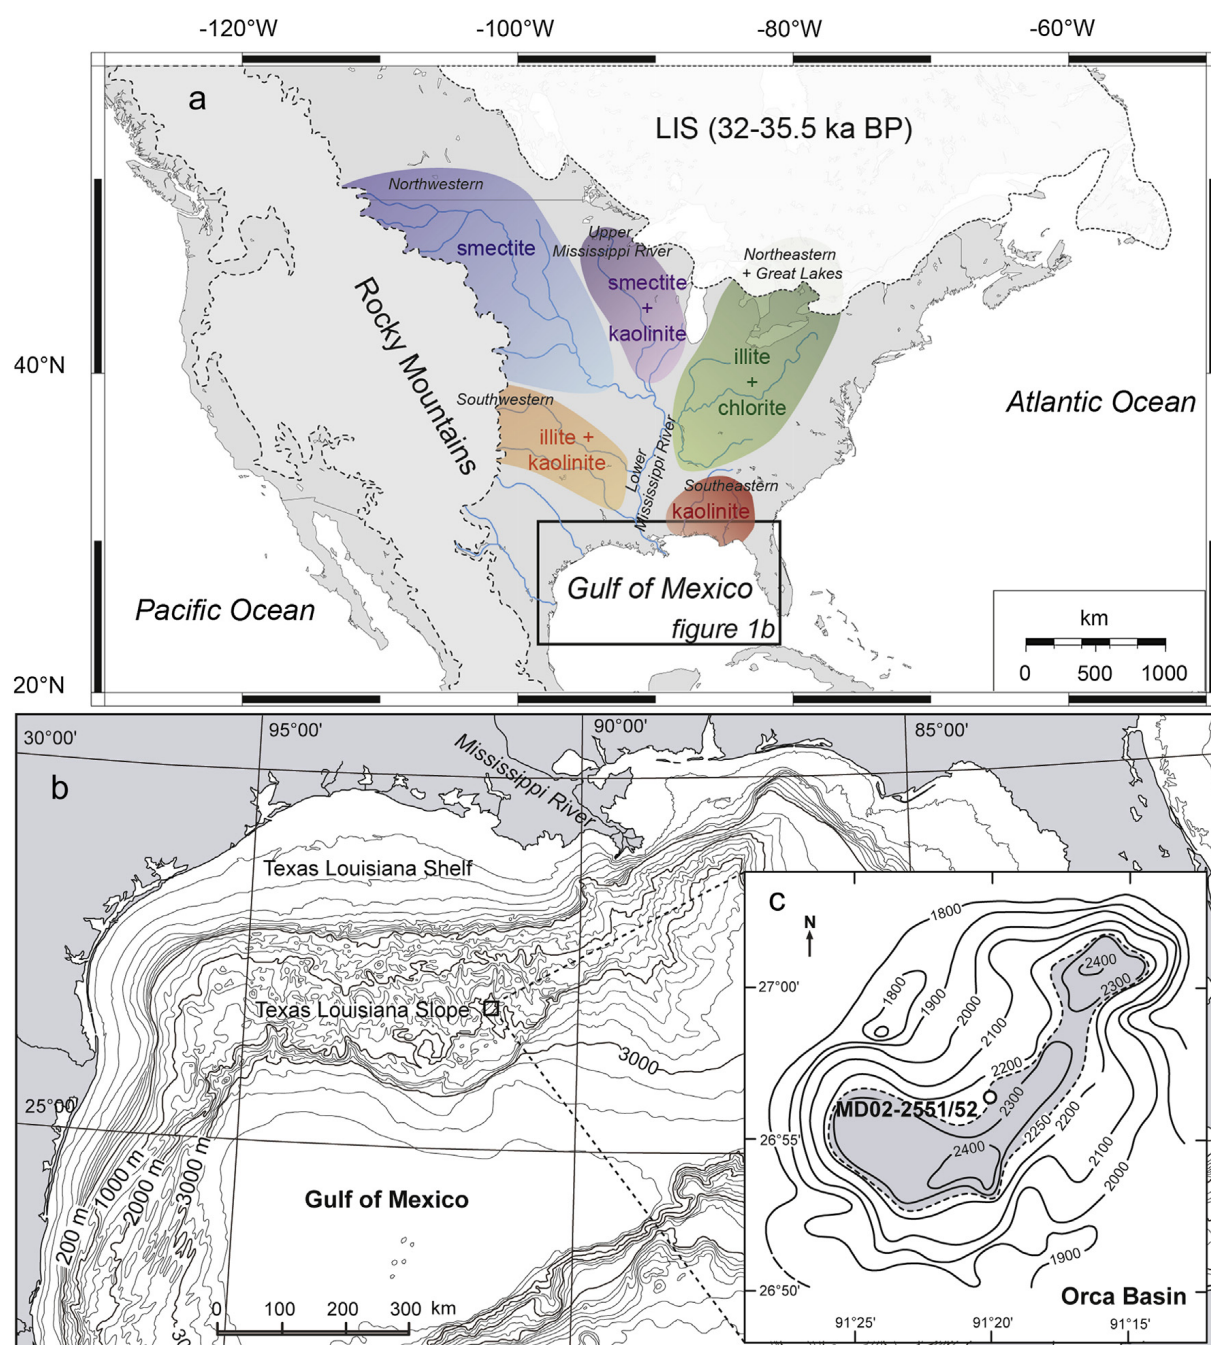 -120°W
-100°W
-80°W
-60°W
a
LIS (32-35.5 ka BP)
Northwestern
smectite
Upper
Mississippi River
smectite
+
kaolinite
Northeastern
+ Great Lakes
illite
+
chlorite
Rocky Mountains
40°N
Atlantic Ocean
Southwestern
illite +
kaolinite
Lower
Mississippi River
Southeastern
kaolinite
Gulf of Mexico
figure 1b
Pacific Ocean
km
0 500 1000
20°N
30°00'
95°00'
90°00'
85°00'
b
Mississippi River
Texas Louisiana Shelf
Texas Louisiana Slope
3000
25°00'
200 m
1000 m
2000 m
3000 m
30
Gulf of Mexico
0 100 200 300 km
c
N
1800
2400
2300
1800
1900
2000
2100
2200
27°00'
MD02-2551/52
2300
2250
2200
2400
2100
2000
1900
26°55'
26°50'
Orca Basin
91°25'
91°20'
91°15'